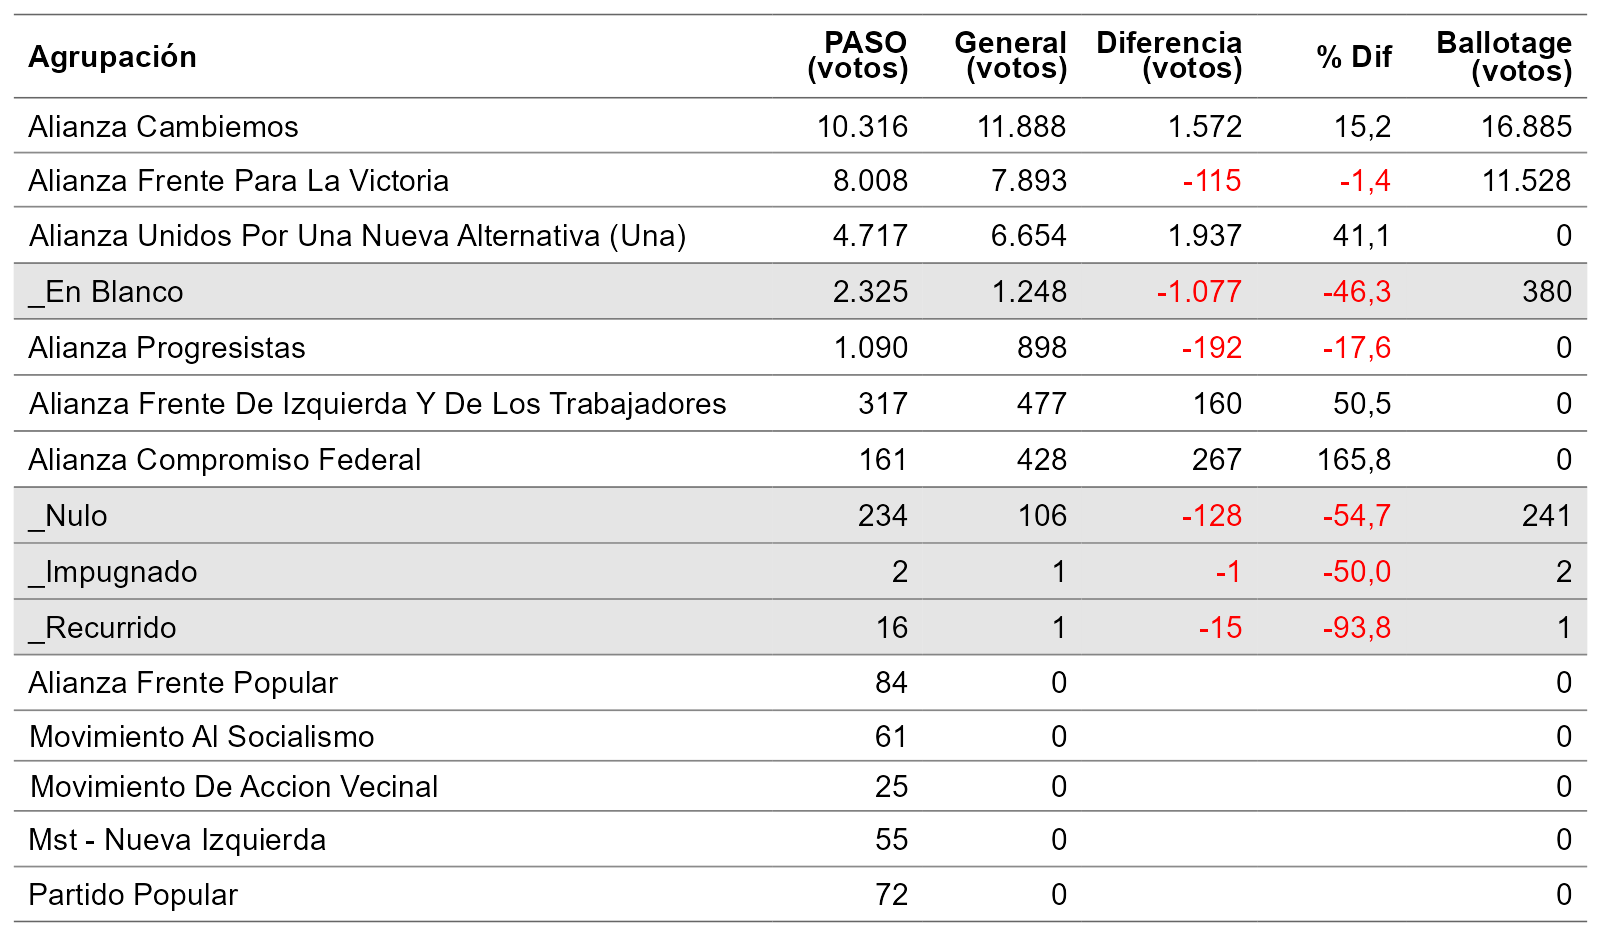 Agrupación PASO (votos) General (votos) Diferencia (votos) % Dif Ballotage (votos)
Alianza Cambiemos 10.316 11.888 1.572 15,2 16.885
Alianza Frente Para La Victoria 8.008 7.893 -115 -1,4 11.528
Alianza Unidos Por Una Nueva Alternativa (Una) 4.717 6.654 1.937 41,1 0
_En Blanco 2.325 1.248 -1.077 -46,3 380
Alianza Progresistas 1.090 898 -192 -17,6 0
Alianza Frente De Izquierda Y De Los Trabajadores 317 477 160 50,5 0
Alianza Compromiso Federal 161 428 267 165,8 0
_Nulo 234 106 -128 -54,7 241
_Impugnado 2 1 -1 -50,0 2
_Recurrido 16 1 -15 -93,8 1
Alianza Frente Popular 84 0 0
Movimiento Al Socialismo 61 0 0
Movimiento De Accion Vecinal 25 0 0
Mst - Nueva Izquierda 55 0 0
Partido Popular 72 0 0